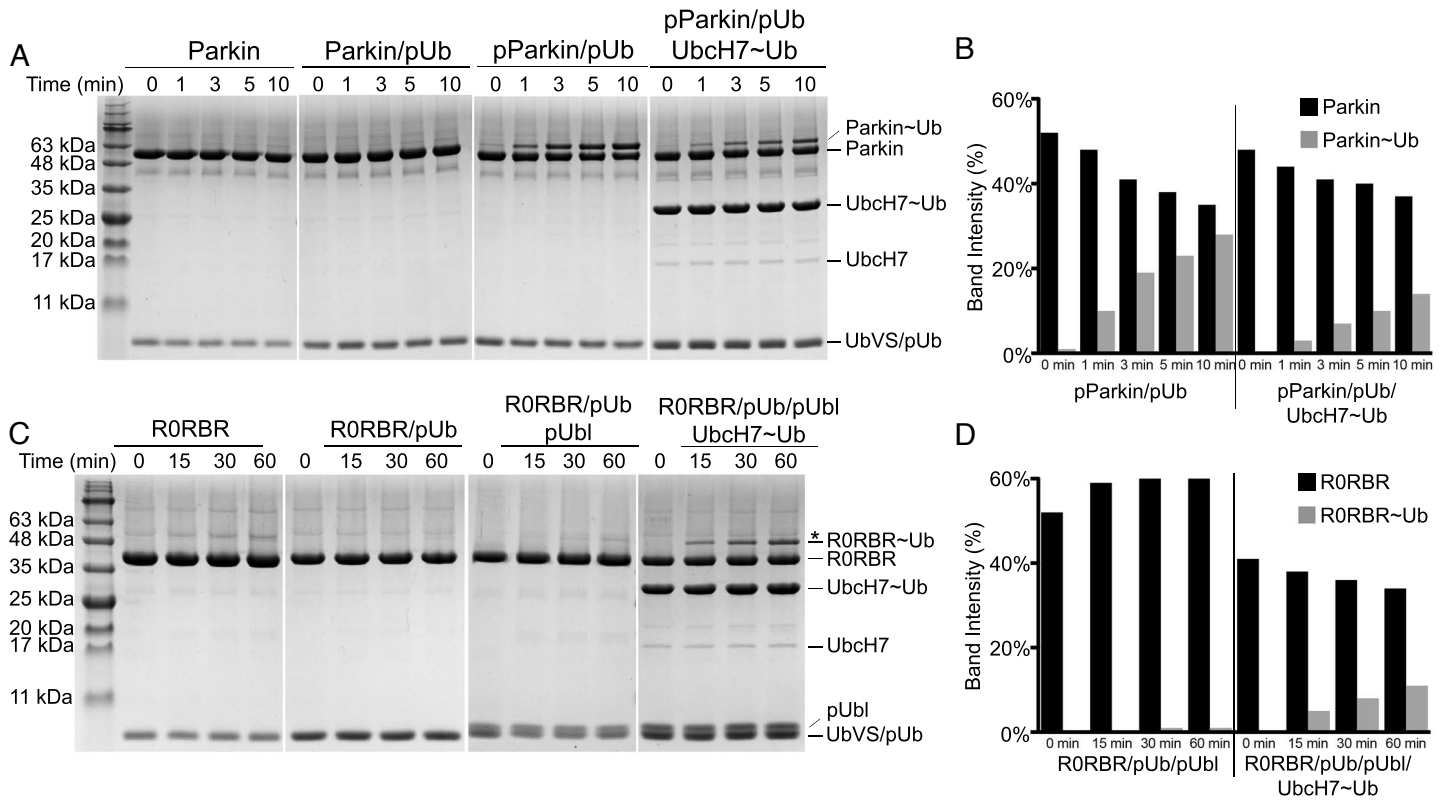 A
Parkin
Parkin/pUb
pParkin/pUb
pParkin/pUb
UbcH7~Ub
Time (min)
0 1 3 5 10
0 1 3 5 10
0 1 3 5 10
0 1 3 5 10
63 kDa
48 kDa
35 kDa
25 kDa
20 kDa
17 kDa
11 kDa
Parkin~Ub
Parkin
UbcH7~Ub
UbcH7
UbVS/pUb
B
Band Intensity (%)
60%
40%
20%
0%
Parkin
Parkin~Ub
0 min 1 min 3 min 5 min 10 min
0 min 1 min 3 min 5 min 10 min
pParkin/pUb
pParkin/pUb/
UbcH7~Ub
C
R0RBR
R0RBR/pUb
R0RBR/pUb
pUbl
R0RBR/pUb/pUbl
UbcH7~Ub
Time (min)
0 15 30 60
0 15 30 60
0 15 30 60
0 15 30 60
63 kDa
48 kDa
35 kDa
25 kDa
20 kDa
17 kDa
11 kDa
* R0RBR~Ub
R0RBR
UbcH7~Ub
UbcH7
pUbl
UbVS/pUb
D
Band Intensity (%)
60%
40%
20%
0%
R0RBR
R0RBR~Ub
0 min 15 min 30 min 60 min
0 min 15 min 30 min 60 min
R0RBR/pUb/pUbl
R0RBR/pUb/pUbl/
UbcH7~Ub